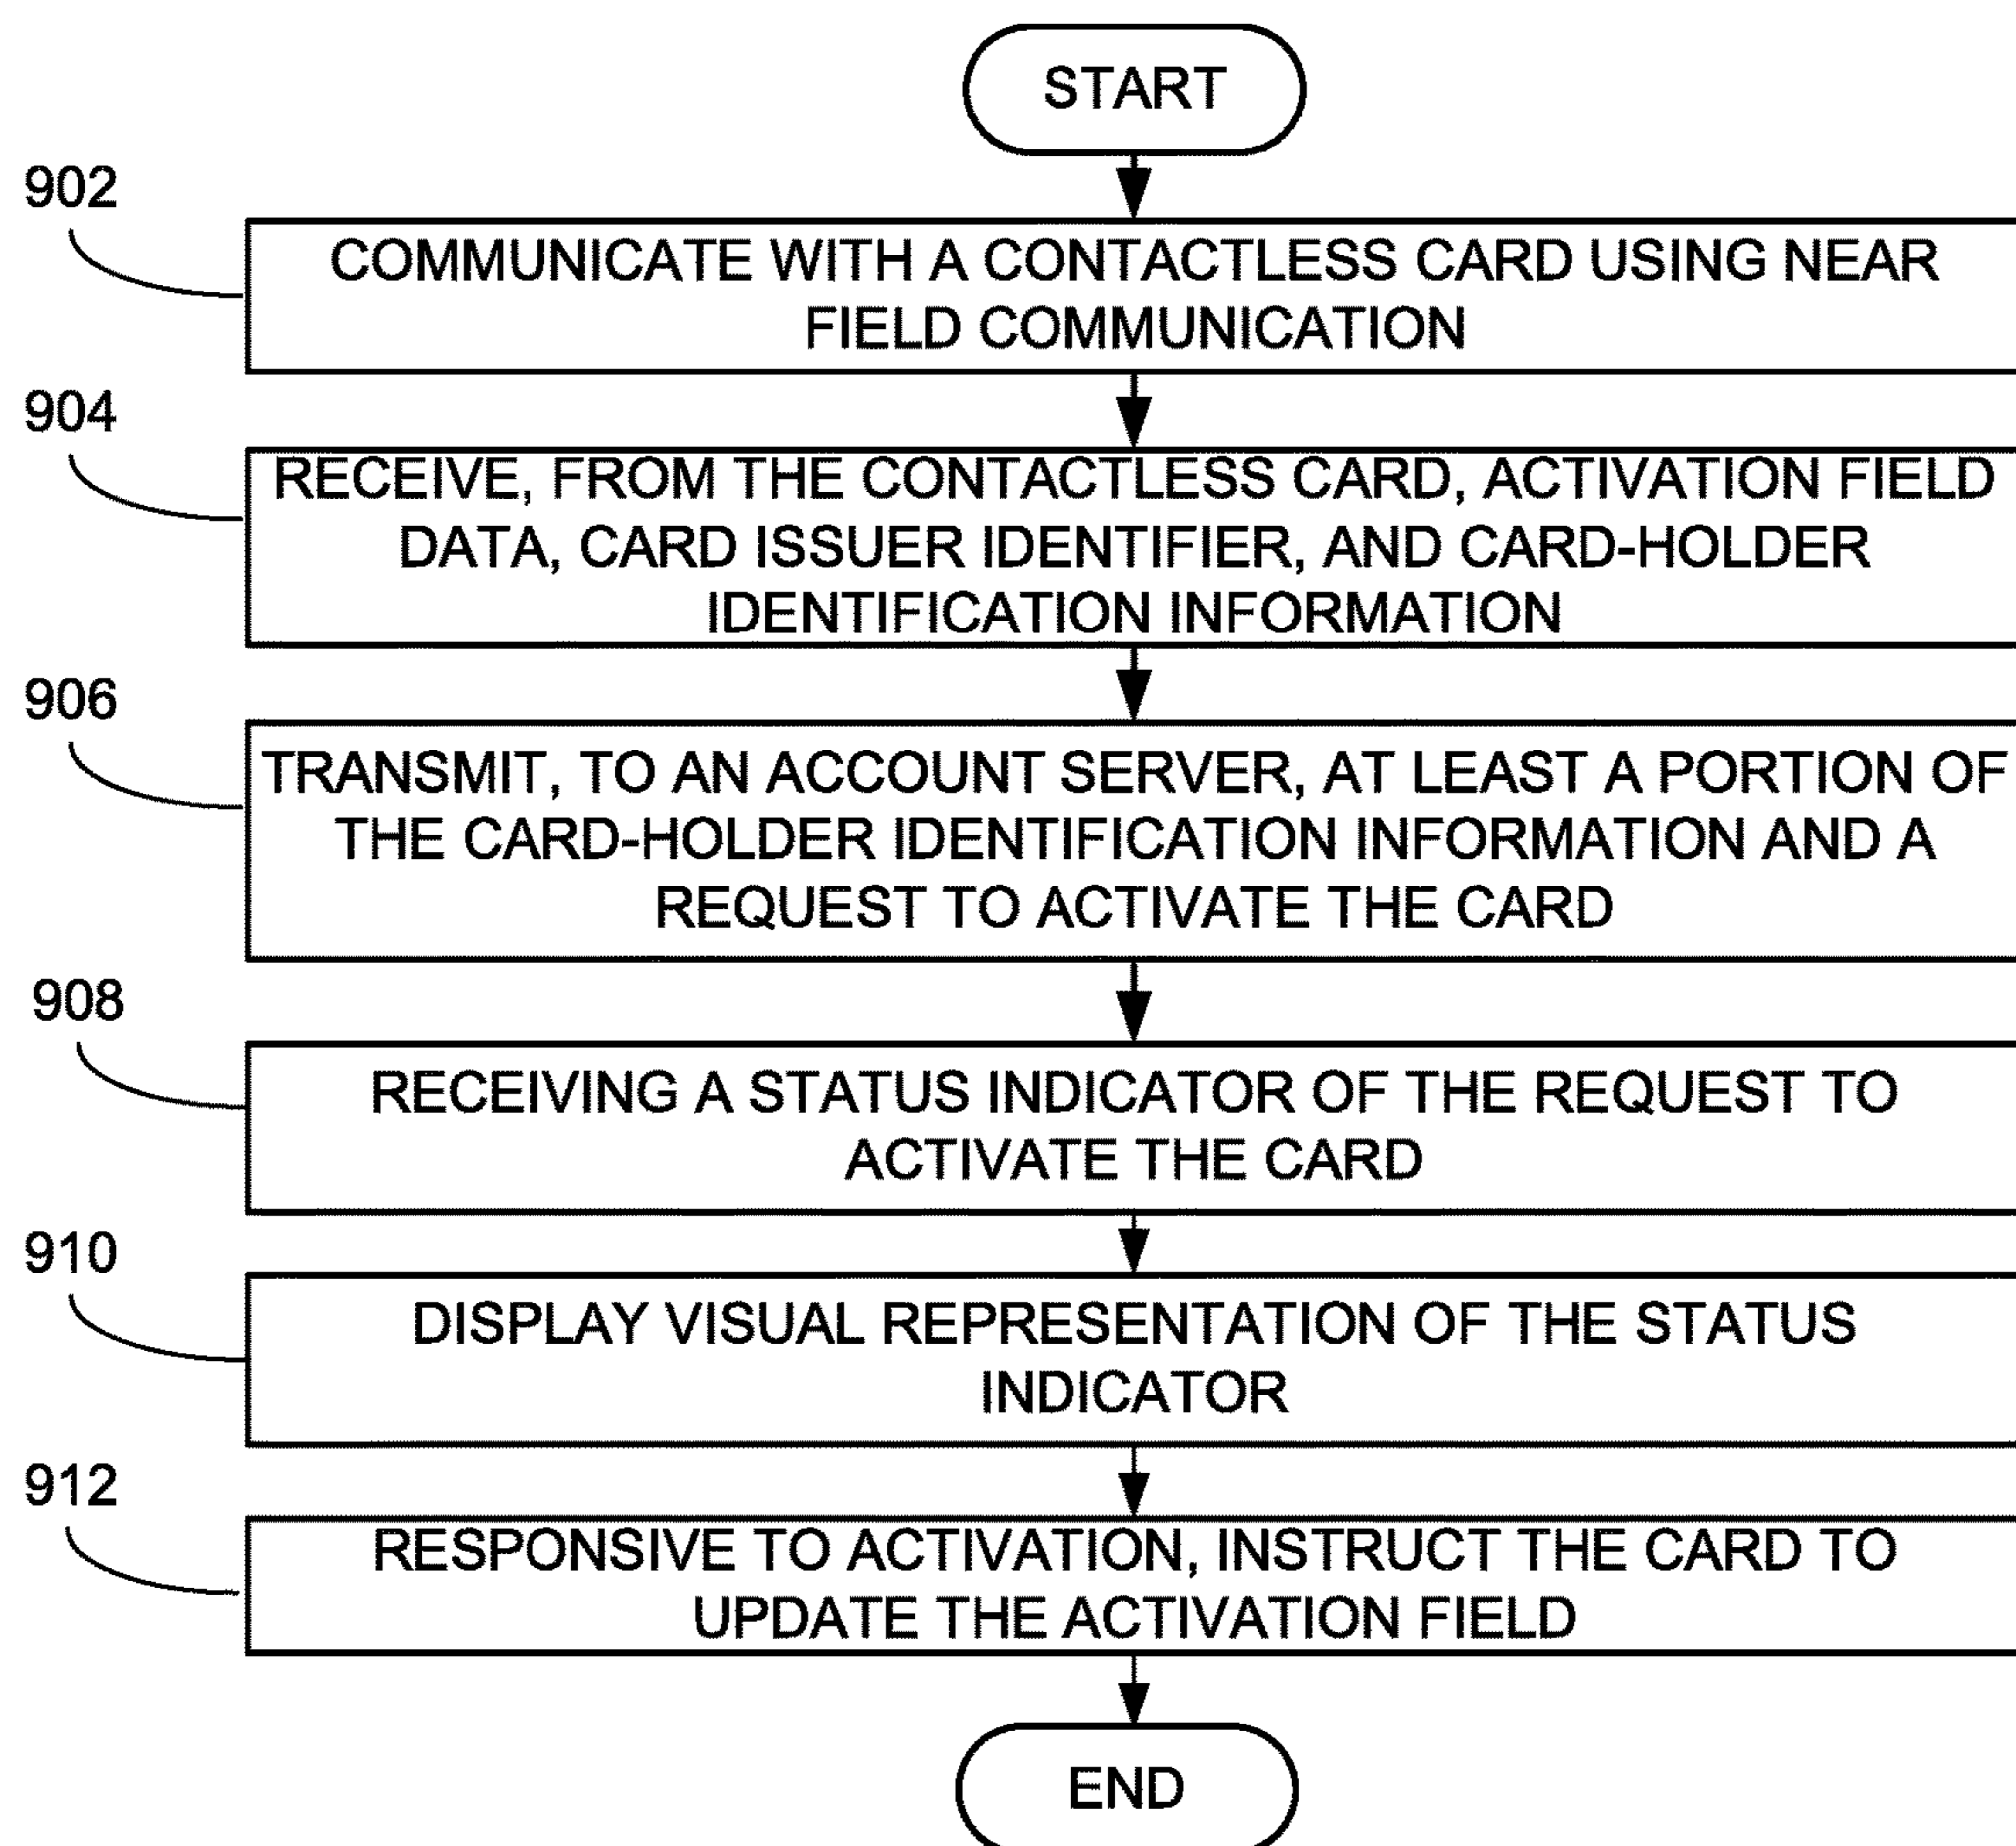 START
902
COMMUNICATE WITH A CONTACTLESS CARD USING NEAR
FIELD COMMUNICATION
904
RECEIVE, FROM THE CONTACTLESS CARD, ACTIVATION FIELD
DATA, CARD ISSUER IDENTIFIER, AND CARD-HOLDER
IDENTIFICATION INFORMATION
906
TRANSMIT, TO AN ACCOUNT SERVER, AT LEAST A PORTION OF
THE CARD-HOLDER IDENTIFICATION INFORMATION AND A
REQUEST TO ACTIVATE THE CARD
908
RECEIVING A STATUS INDICATOR OF THE REQUEST TO
ACTIVATE THE CARD
910
DISPLAY VISUAL REPRESENTATION OF THE STATUS
INDICATOR
912
RESPONSIVE TO ACTIVATION, INSTRUCT THE CARD TO
UPDATE THE ACTIVATION FIELD
END